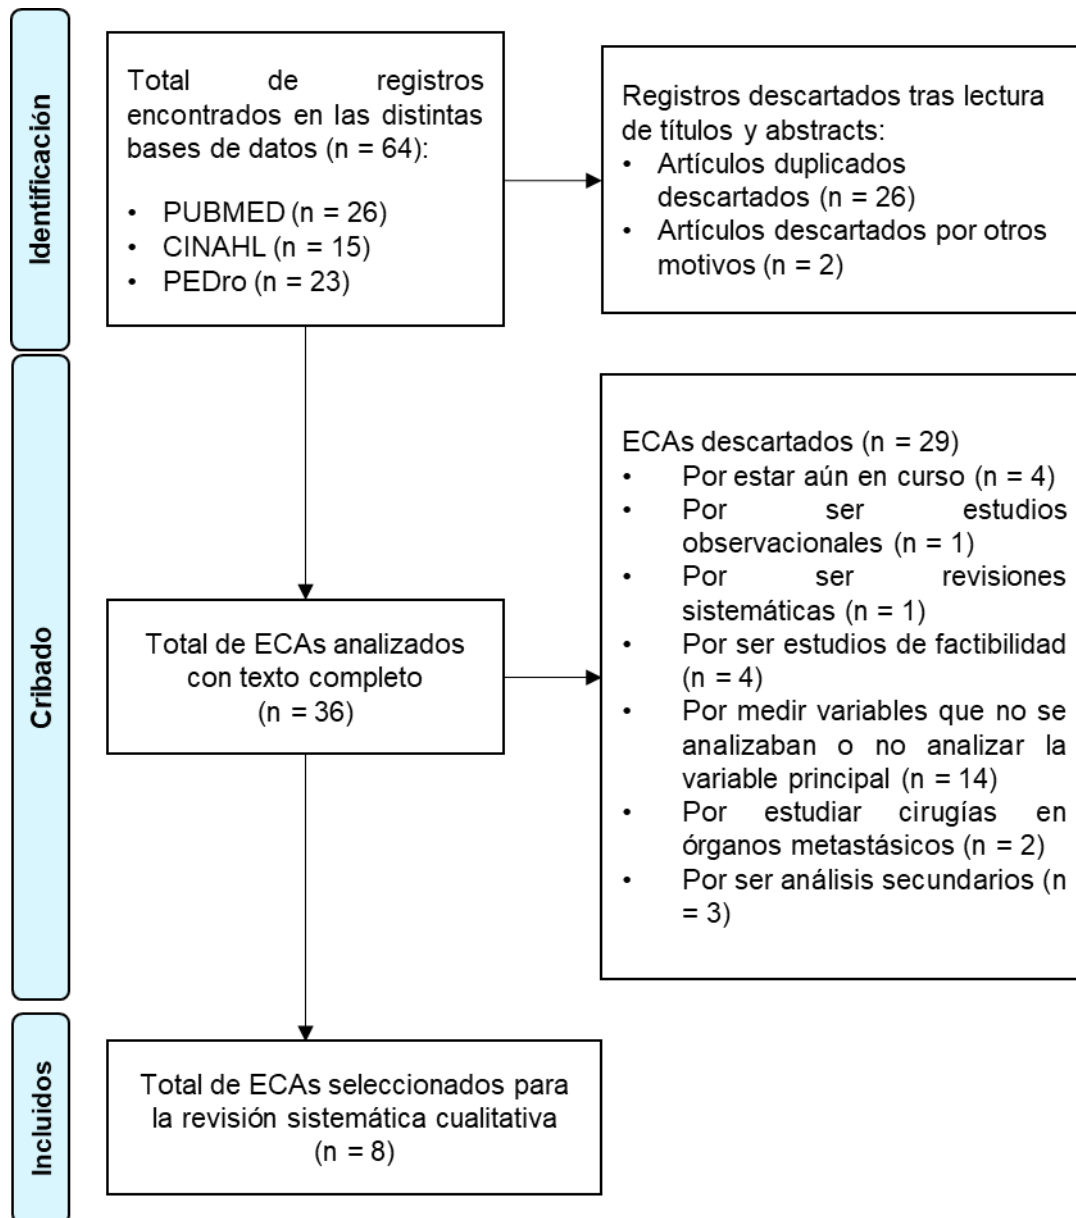 Identificación
Total de registros
encontrados en las distintas
bases de datos (n = 64):
• PUBMED (n = 26)
• CINAHL (n = 15)
• PEDro (n = 23)
Registros descartados tras lectura
de títulos y abstracts:
• Artículos duplicados
descartados (n = 26)
• Artículos descartados por otros
motivos (n = 2)
Cribado
Total de ECAs analizados
con texto completo
(n = 36)
ECAs descartados (n = 29)
• Por estar aún en curso (n = 4)
• Por ser estudios
observacionales (n = 1)
• Por ser revisiones
sistemáticas (n = 1)
• Por ser estudios de factibilidad
(n = 4)
• Por medir variables que no se
analizaban o no analizar la
variable principal (n = 14)
• Por estudiar cirugías en
órganos metastásicos (n = 2)
• Por ser análisis secundarios (n
= 3)
Incluidos
Total de ECAs seleccionados para
la revisión sistemática cualitativa
(n = 8)